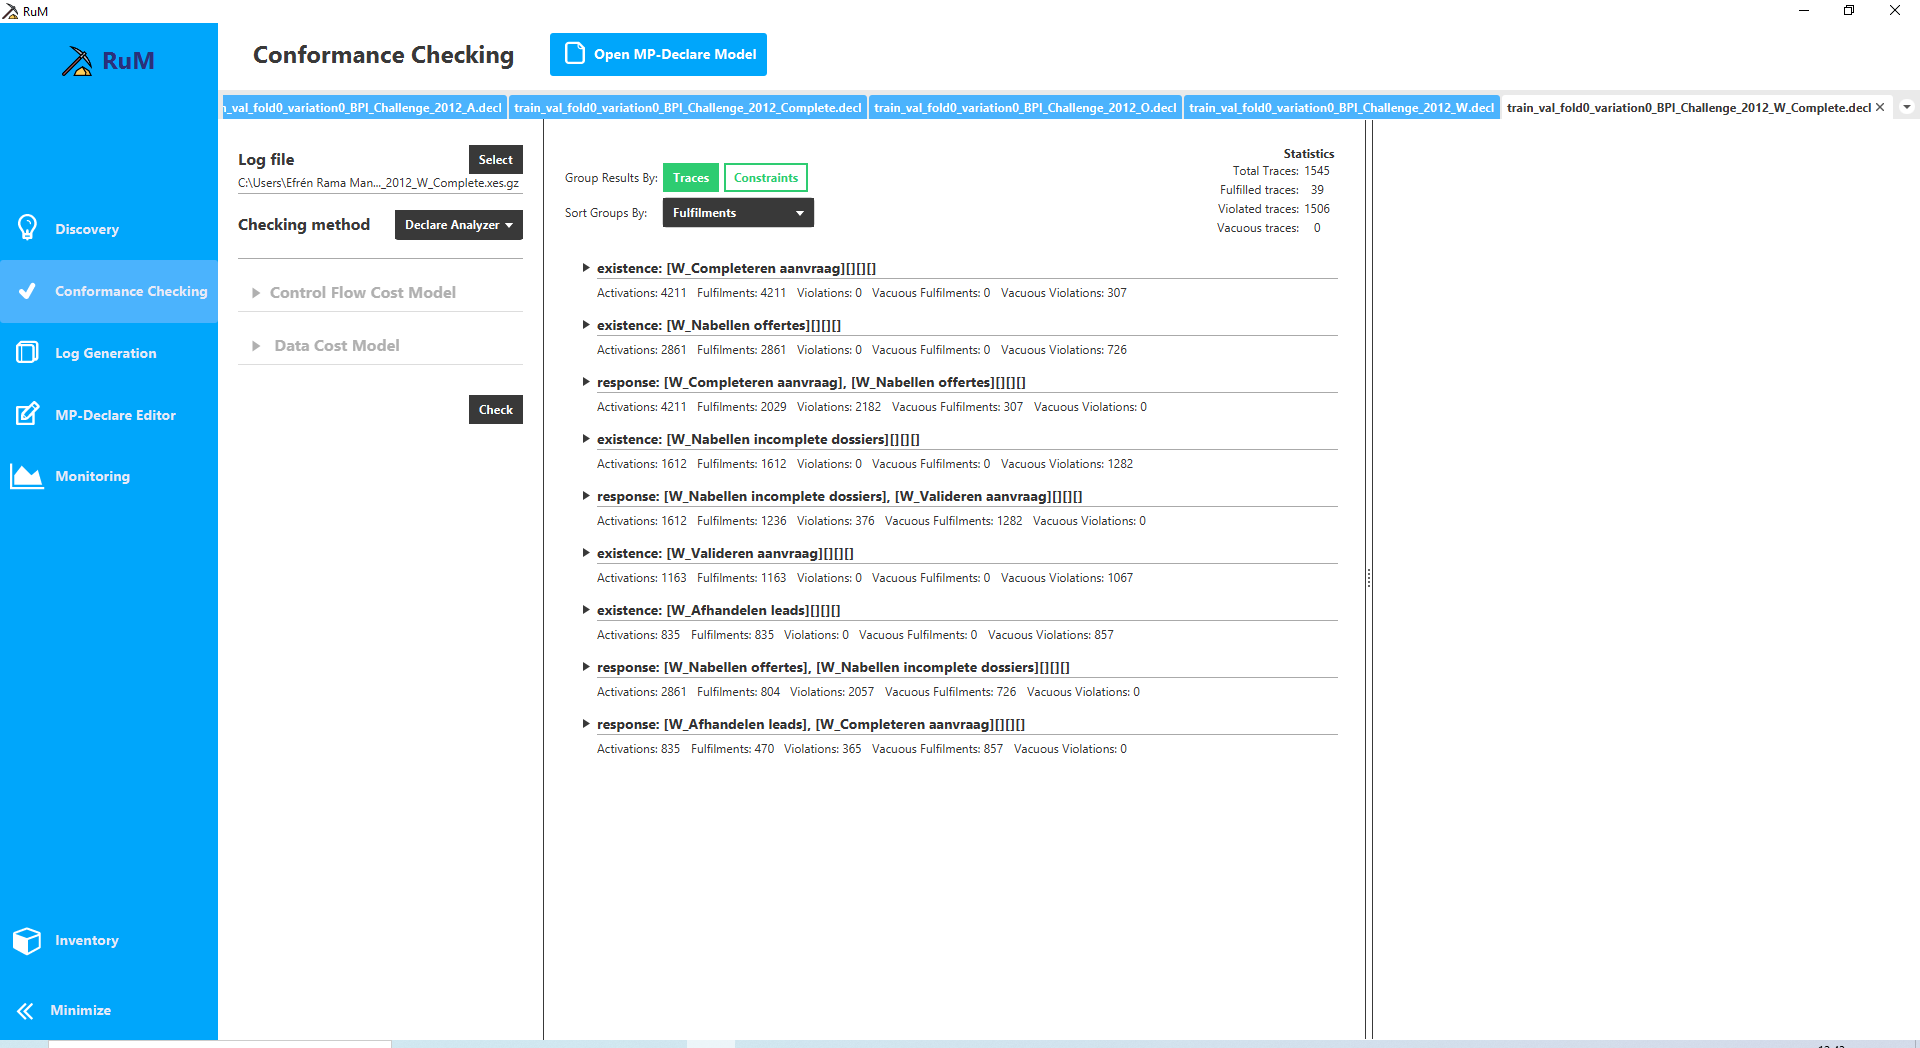 RuM
RuM
Conformance Checking
Open MP-Declare Model
n_val_fold0_variation0_BPI_Challenge_2012_A.decl
train_val_fold0_variation0_BPI_Challenge_2012_Complete.decl
train_val_fold0_variation0_BPI_Challenge_2012_O.decl
train_val_fold0_variation0_BPI_Challenge_2012_W.decl
train_val_fold0_variation0_BPI_Challenge_2012_W_Complete.decl
Discovery
Conformance Checking
Log Generation
MP-Declare Editor
Monitoring
Inventory
Minimize
Log file
Select
C:\Users\Efrén Rama Man..._2012_W_Complete.xes.gz
Checking method
Declare Analyzer
Control Flow Cost Model
Data Cost Model
Check
Group Results By: Traces Constraints
Sort Groups By: Fulfilments
Statistics
Total Traces: 1545
Fulfilled traces: 39
Violated traces: 1506
Vacuous traces: 0
existence: [W_Completeren aanvraag][][][]
Activations: 4211 Fulfilments: 4211 Violations: 0 Vacuous Fulfilments: 0 Vacuous Violations: 307
existence: [W_Nabellen offertes][][][]
Activations: 2861 Fulfilments: 2861 Violations: 0 Vacuous Fulfilments: 0 Vacuous Violations: 726
response: [W_Completeren aanvraag], [W_Nabellen offertes][][][]
Activations: 4211 Fulfilments: 2029 Violations: 2182 Vacuous Fulfilments: 307 Vacuous Violations: 0
existence: [W_Nabellen incomplete dossiers][][][]
Activations: 1612 Fulfilments: 1612 Violations: 0 Vacuous Fulfilments: 0 Vacuous Violations: 1282
response: [W_Nabellen incomplete dossiers], [W_Valideren aanvraag][][][]
Activations: 1612 Fulfilments: 1236 Violations: 376 Vacuous Fulfilments: 1282 Vacuous Violations: 0
existence: [W_Valideren aanvraag][][][]
Activations: 1163 Fulfilments: 1163 Violations: 0 Vacuous Fulfilments: 0 Vacuous Violations: 1067
existence: [W_Afhandelen leads][][][]
Activations: 835 Fulfilments: 835 Violations: 0 Vacuous Fulfilments: 0 Vacuous Violations: 857
response: [W_Nabellen offertes], [W_Nabellen incomplete dossiers][][][]
Activations: 2861 Fulfilments: 804 Violations: 2057 Vacuous Fulfilments: 726 Vacuous Violations: 0
response: [W_Afhandelen leads], [W_Completeren aanvraag][][][]
Activations: 835 Fulfilments: 470 Violations: 365 Vacuous Fulfilments: 857 Vacuous Violations: 0